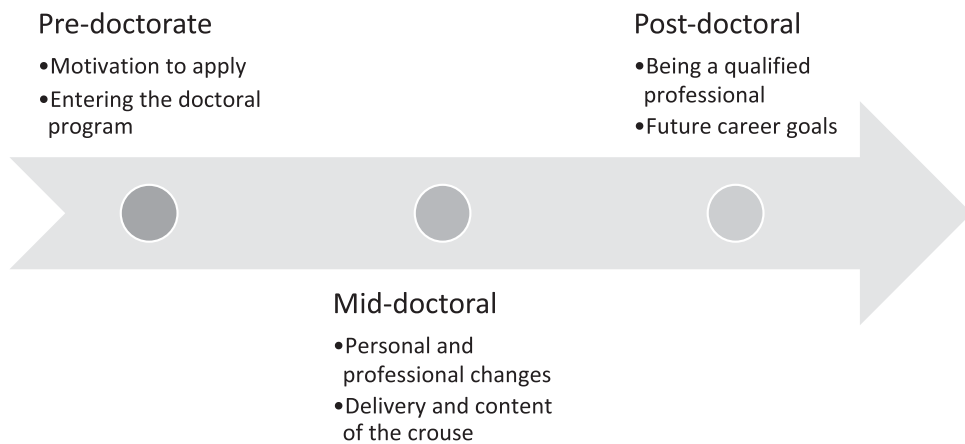 Pre-doctorate
•Motivation to apply
•Entering the doctoral
program
Post-doctoral
•Being a qualified
professional
•Future career goals
Mid-doctoral
•Personal and
professional changes
•Delivery and content
of the crouse